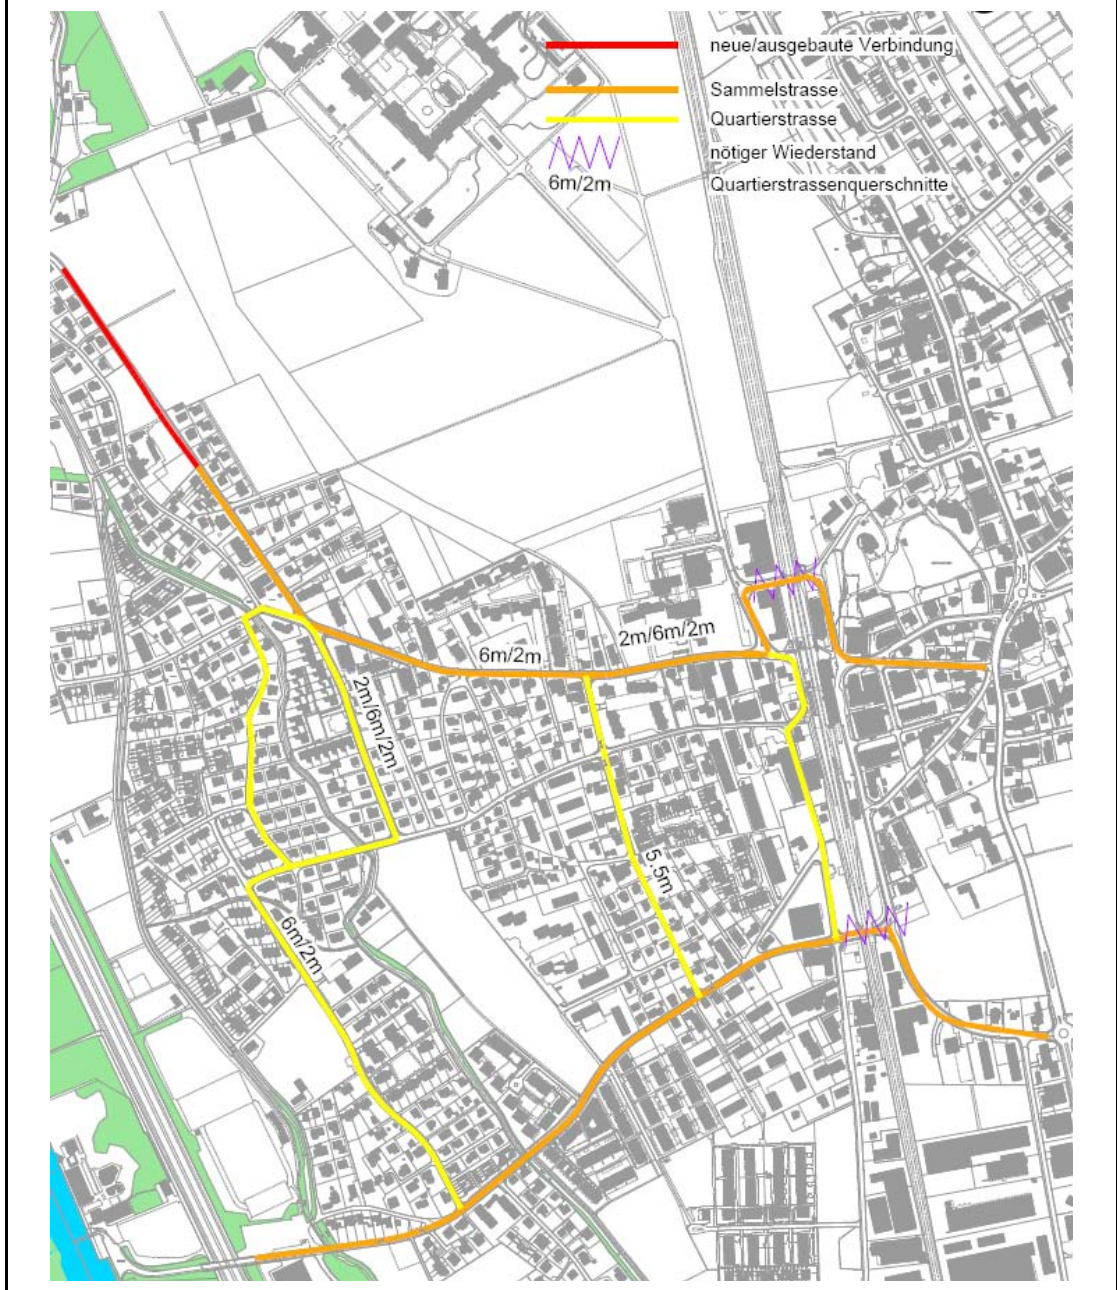 neue/ausgebaute Verbindung
Sammelstrasse
Quartierstrasse
nötiger Wiederstand
6m/2m
Quartierstrassenquerschnitte
2m/6m/2m
6m/2m
2m/6m/2m
5.5m
6m/2m